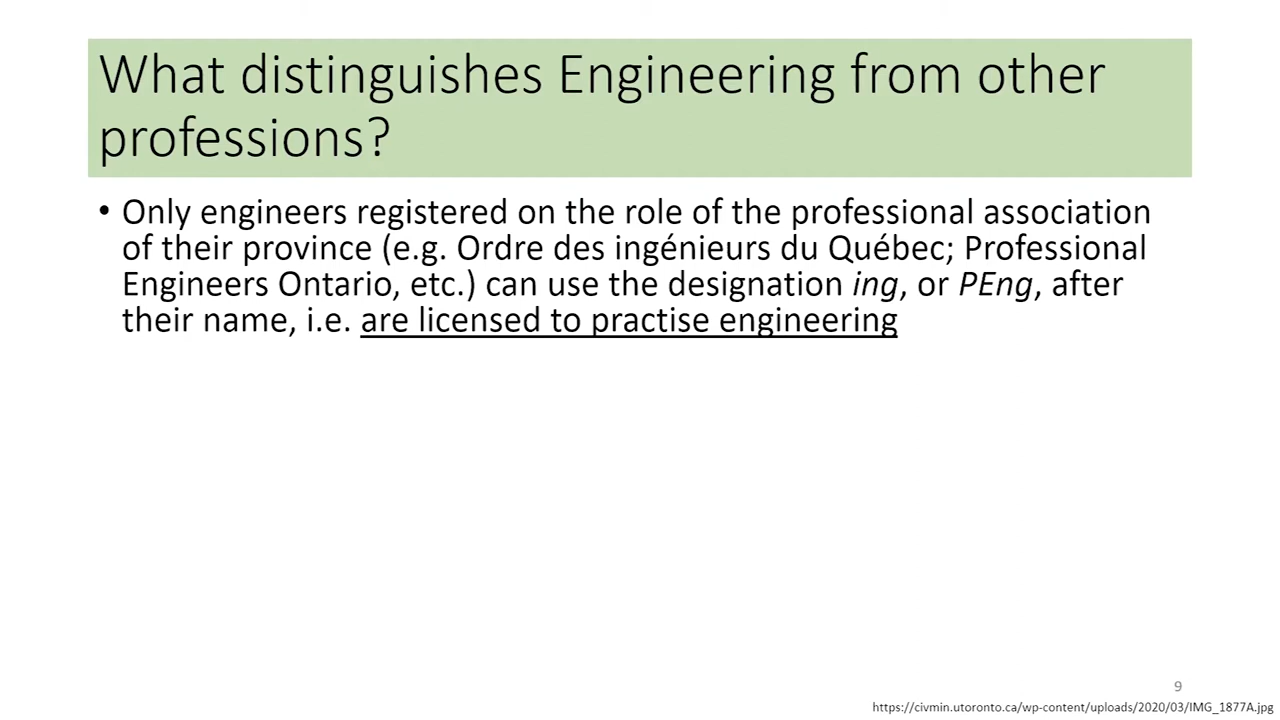 What distinguishes Engineering from other
professions?
• Only engineers registered on the role of the professional association
of their province (e.g. Ordre des ingénieurs du Québec; Professional
Engineers Ontario, etc.) can use the designation ing, or PEng, after
their name, i.e. are licensed to practise engineering
9
https://civmin.utoronto.ca/wp-content/uploads/2020/03/IMG_1877A.jpg